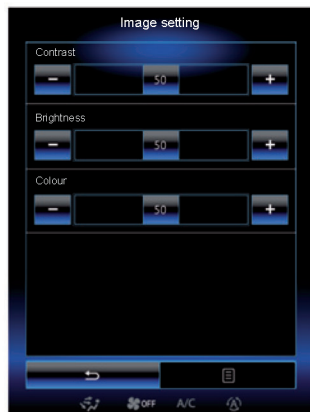 Image setting
Contrast
− 50 +
Brightness
− 50 +
Colour
− 50 +
OFF A/C